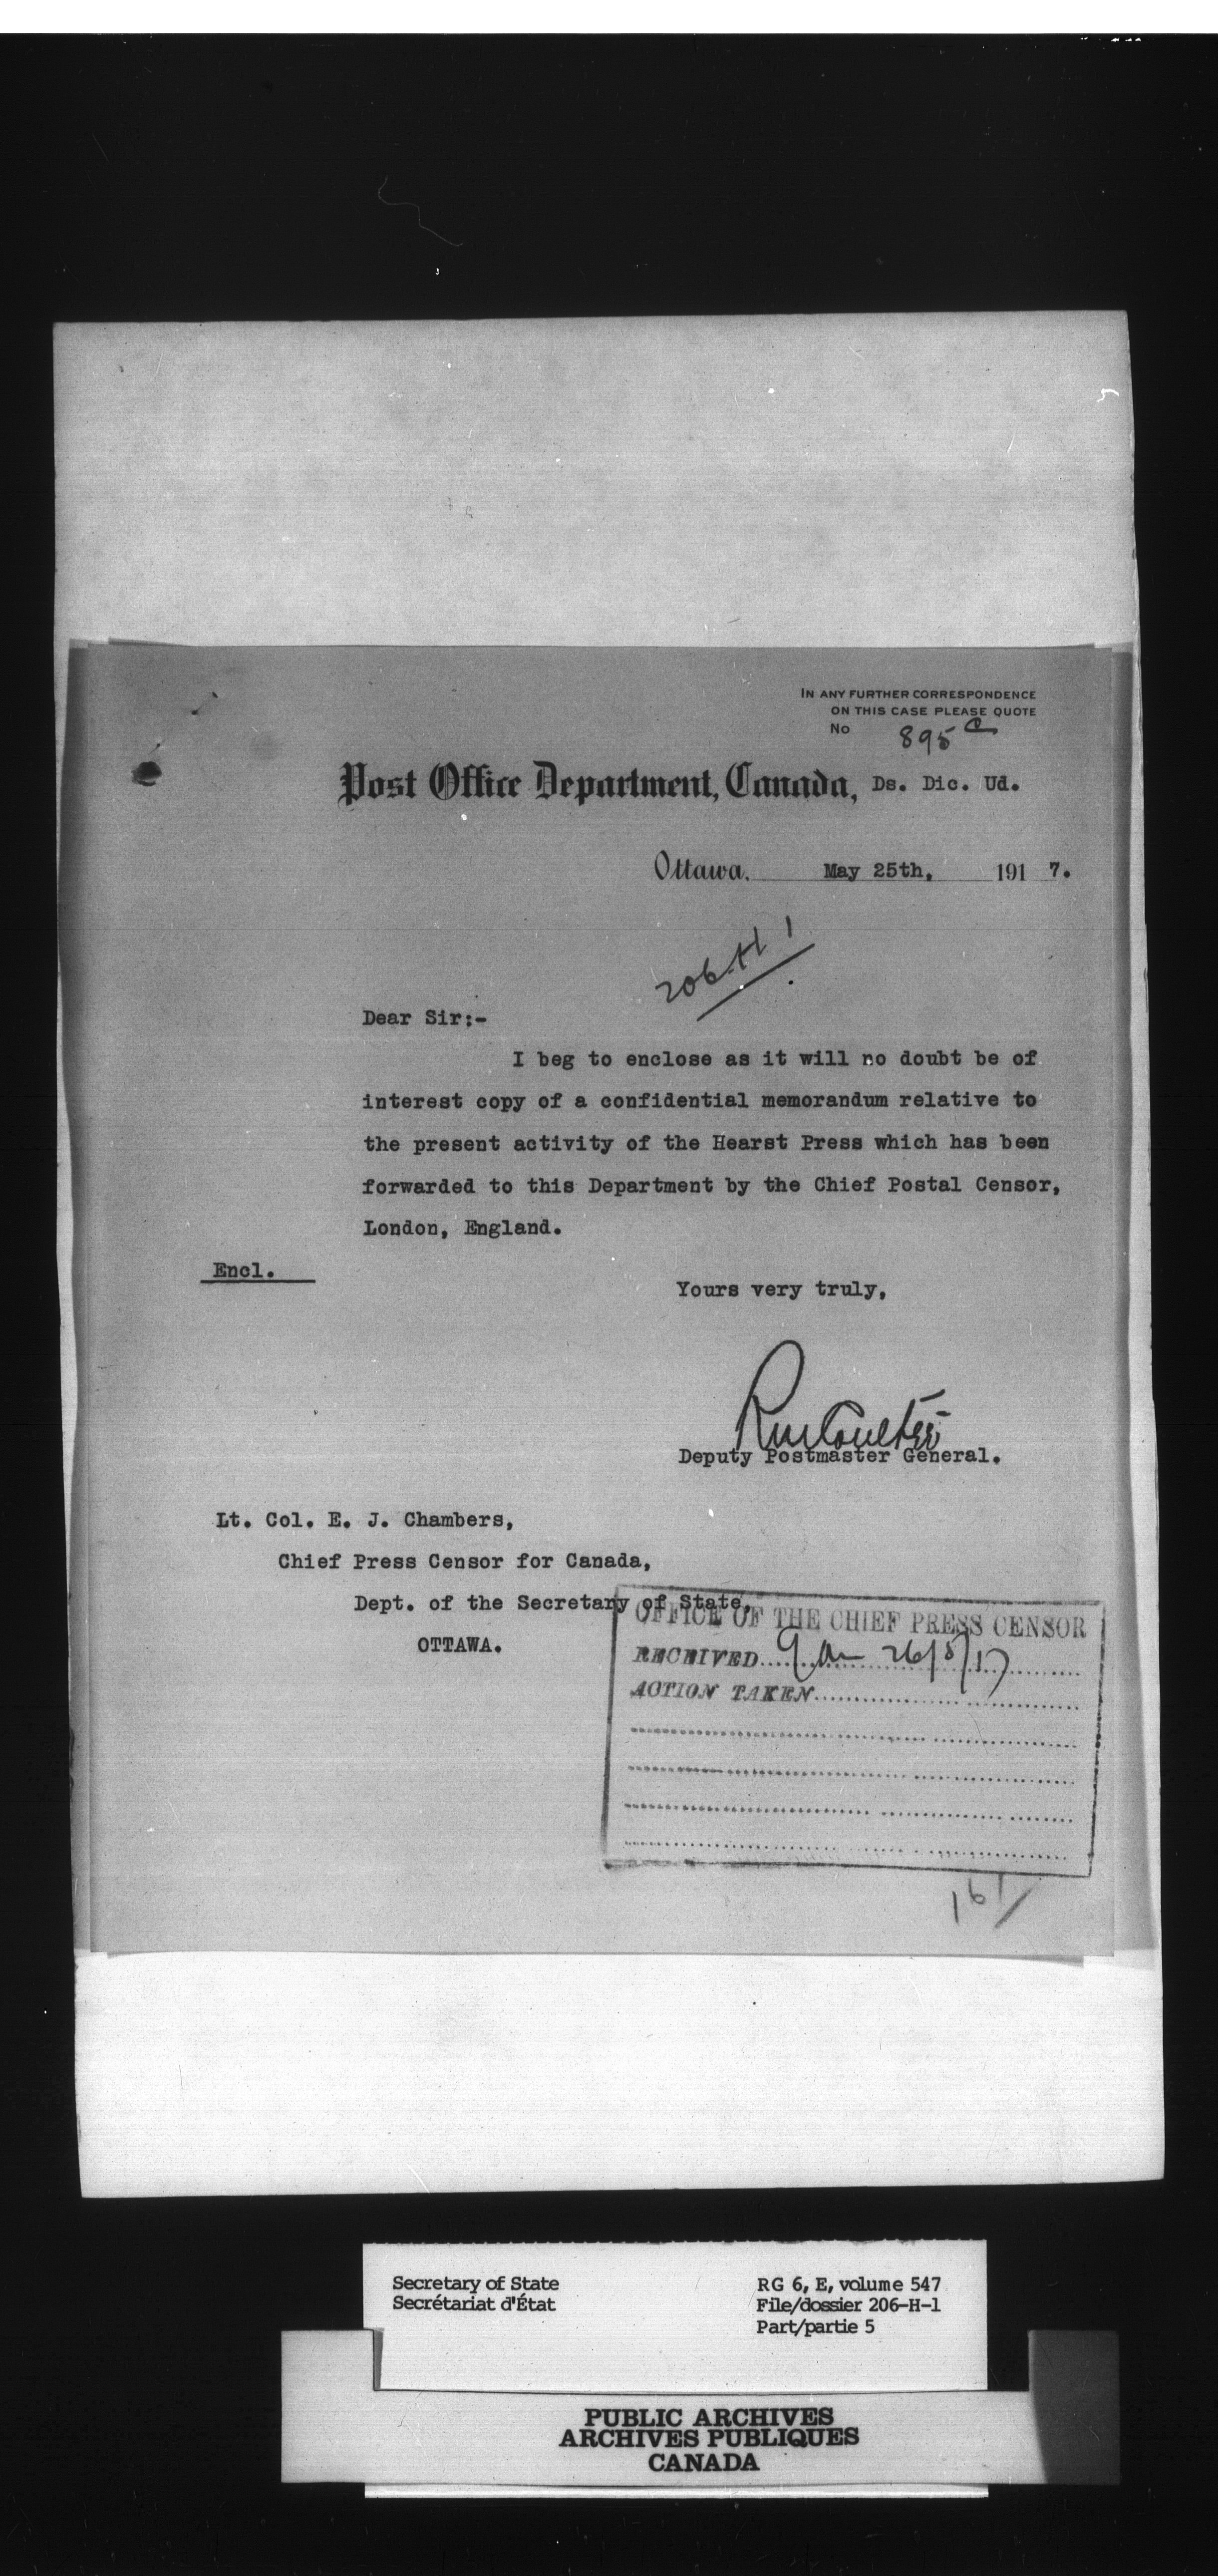 IN ANY FURTHER CORRESPONDENCE
ON THIS CASE PLEASE QUOTE
No 895 C
Post Office Department, Canada, Ds. Dic. Ud.
Ottawa. May 25th, 1917.
206-H 1
Dear Sir:-
I beg to enclose as it will no doubt be of
interest copy of a confidential memorandum relative to
the present activity of the Hearst Press which has been
forwarded to this Department by the Chief Postal Censor,
London, England.
Encl.
Yours very truly,
RmCoulter
Deputy Postmaster General.
Lt. Col. E. J. Chambers,
Chief Press Censor for Canada,
Dept. of the Secretary of State,
OTTAWA.
OFFICE OF THE CHIEF PRESS CENSOR
RECEIVED 9 am 26/5/17
ACTION TAKEN
161/
Secretary of State
Secrétariat d'État
RG 6, E, volume 547
File/dossier 206-H-1
Part/partie 5
PUBLIC ARCHIVES
ARCHIVES PUBLIQUES
CANADA